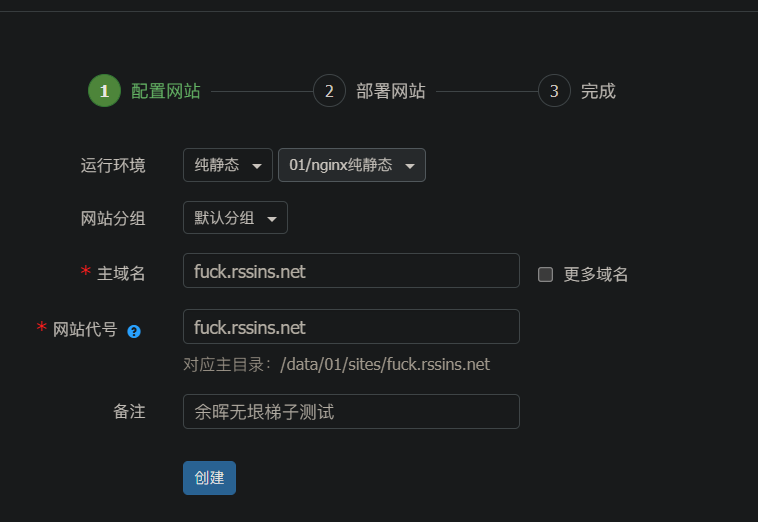 1 配置网站 2 部署网站 3 完成
运行环境 纯静态 01/nginx纯静态
网站分组 默认分组
* 主域名 fuck.rssins.net 更多域名
* 网站代号 ? fuck.rssins.net
对应主目录：/data/01/sites/fuck.rssins.net
备注 余晖无垠梯子测试
创建